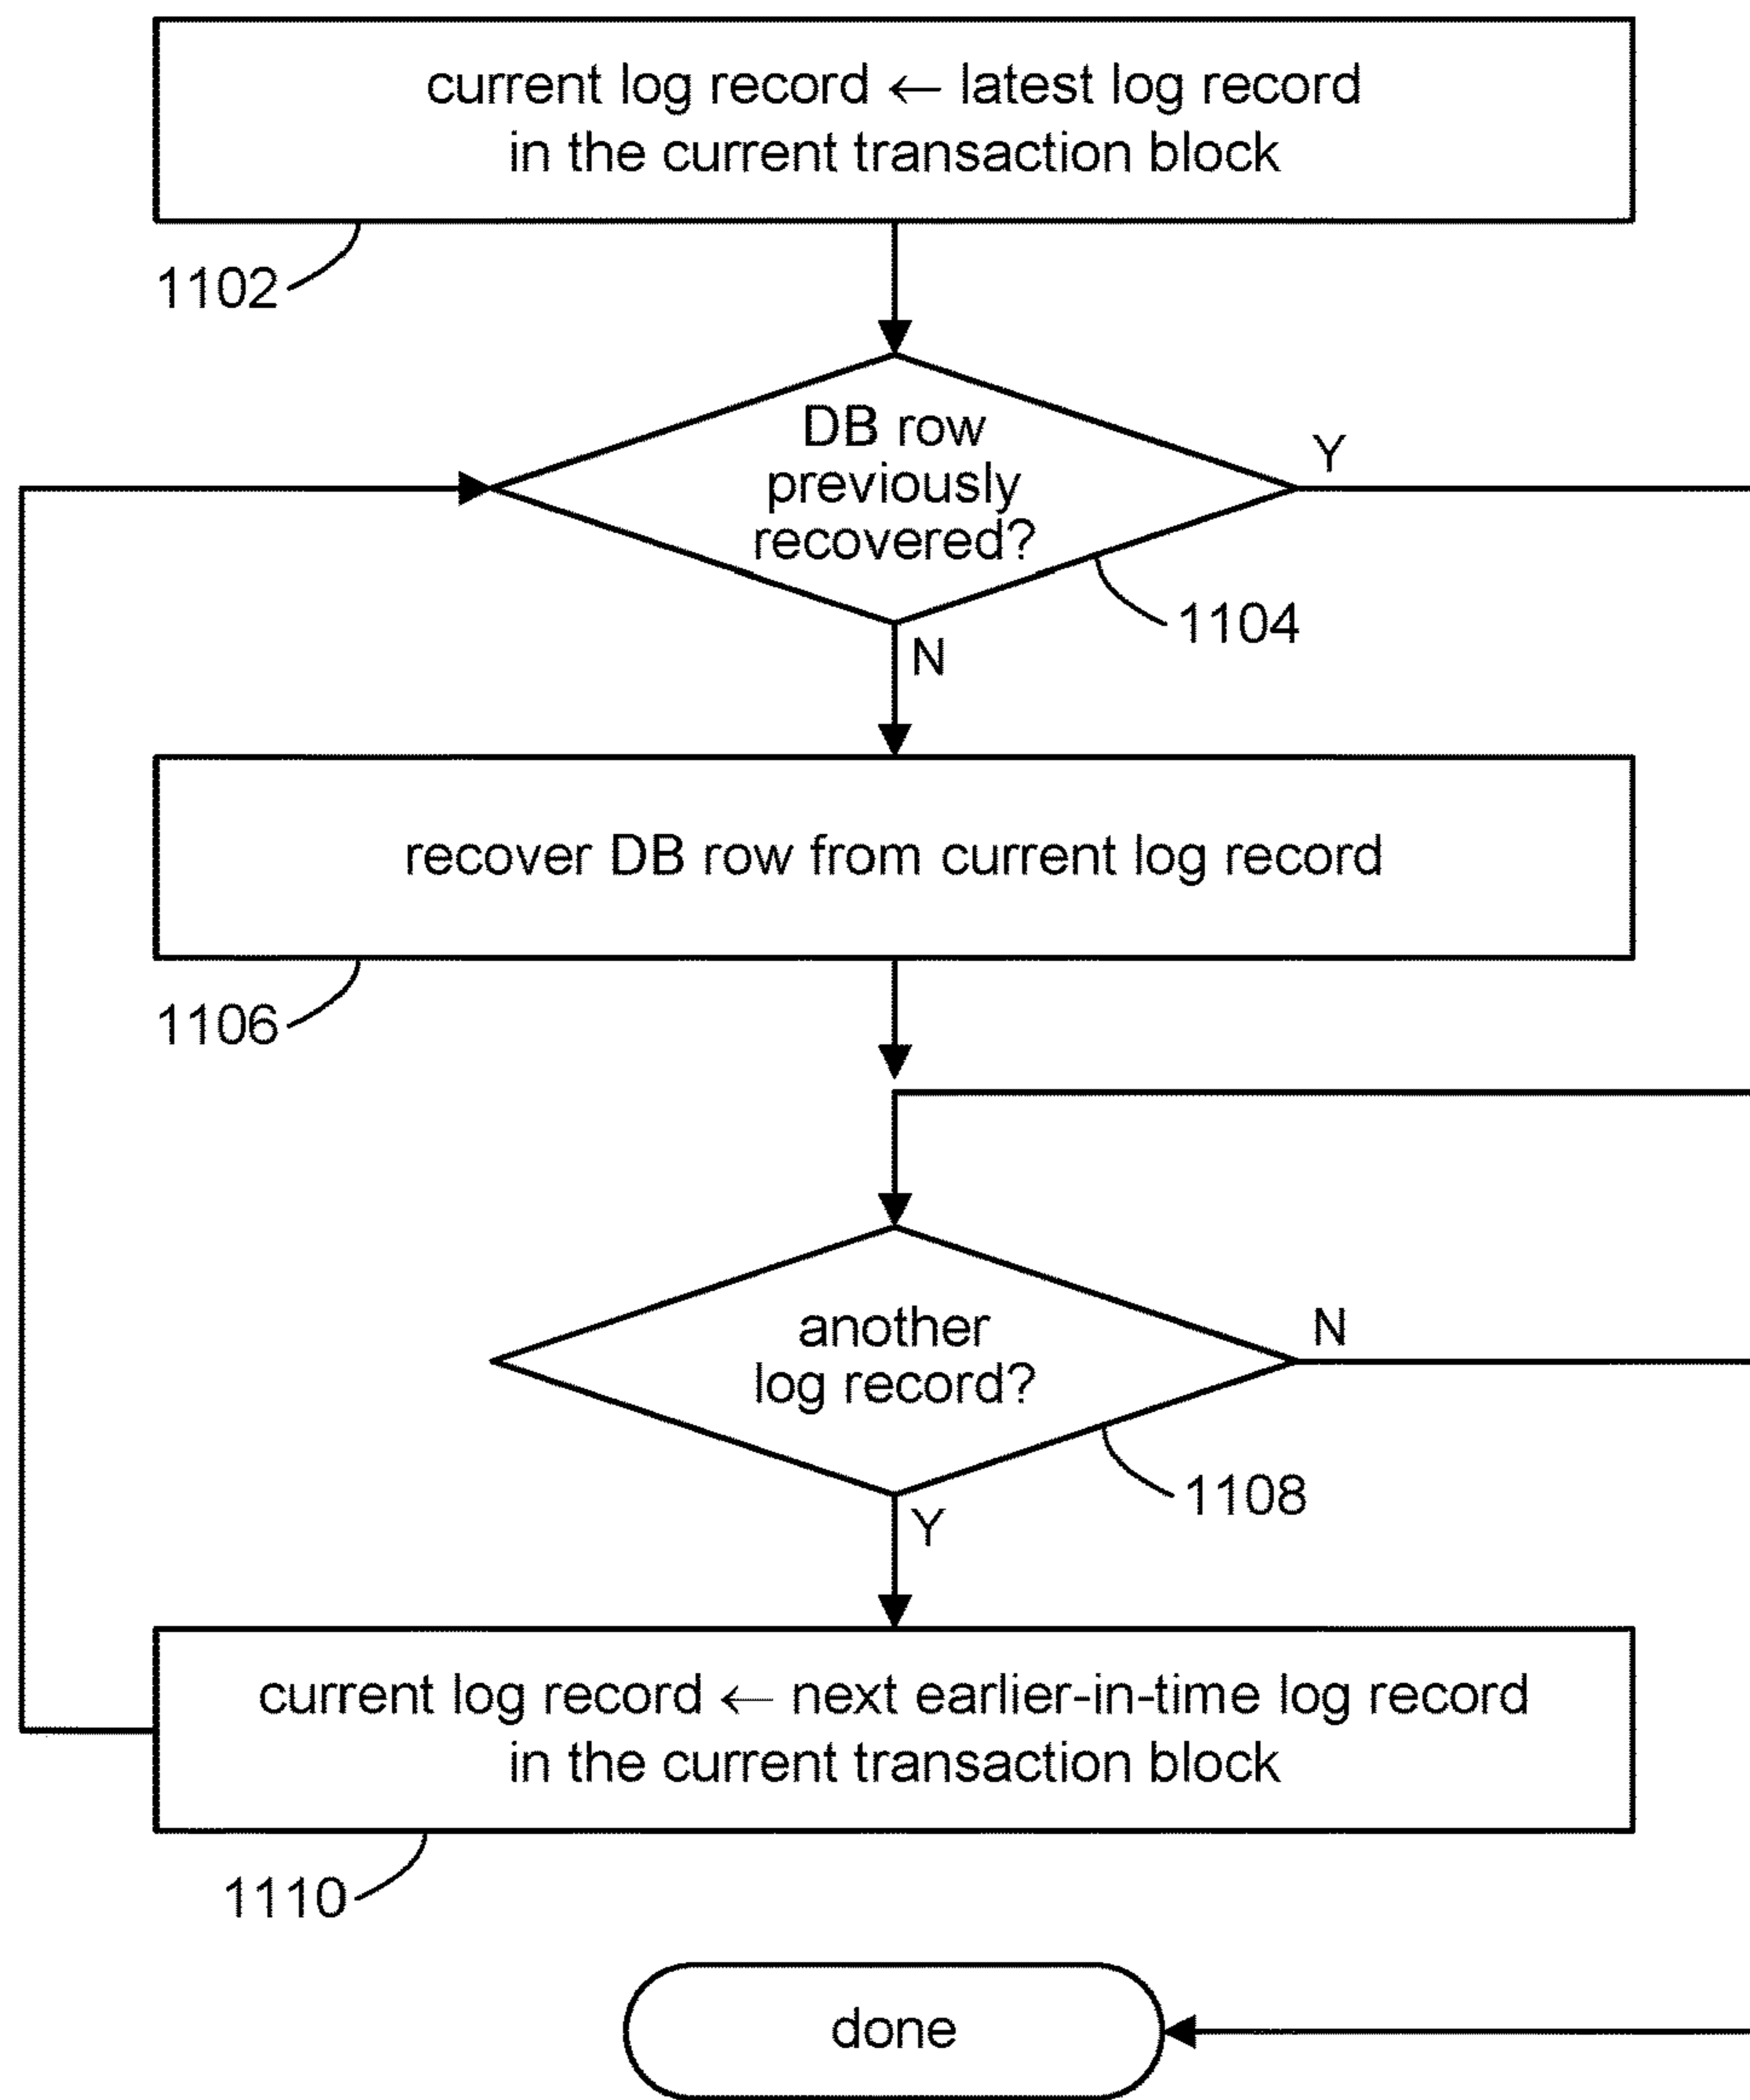 current log record ← latest log record
in the current transaction block
1102
DB row
previously
recovered?
Y
1104
N
recover DB row from current log record
1106
another
log record?
N
1108
Y
current log record ← next earlier-in-time log record
in the current transaction block
1110
done